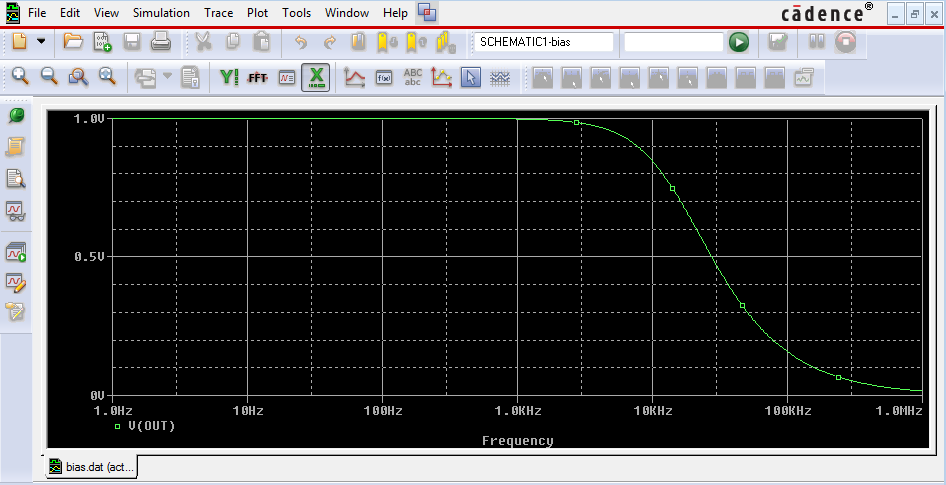 File Edit View Simulation Trace Plot Tools Window Help cādence®
SCHEMATIC1-bias
Y! FFT f(x) ABC abc
1.0V
0.5V
0V
1.0Hz 10Hz 100Hz 1.0KHz 10KHz 100KHz 1.0MHz
V(OUT)
Frequency
bias.dat (act...